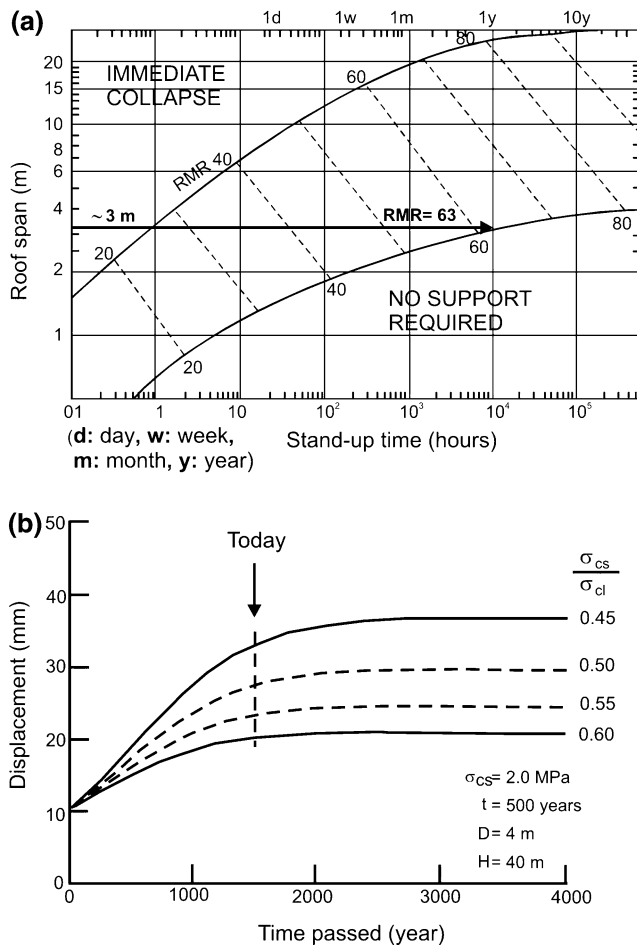 (a)
1d 1w 1m 1y 10y
IMMEDIATE
COLLAPSE
20
15
10
8
6
4
2
1
Roof span (m)
RMR 40
60
80
~ 3 m
RMR= 63
20
20
40
60
80
NO SUPPORT
REQUIRED
01 1 10 10² 10³ 10⁴ 10⁵
(d: day, w: week,
m: month, y: year)
Stand-up time (hours)
(b)
50
40
30
20
10
0
Displacement (mm)
Today
σcs
σcl
0.45
0.50
0.55
0.60
σcs= 2.0 MPa
t = 500 years
D= 4 m
H= 40 m
0 1000 2000 3000 4000
Time passed (year)